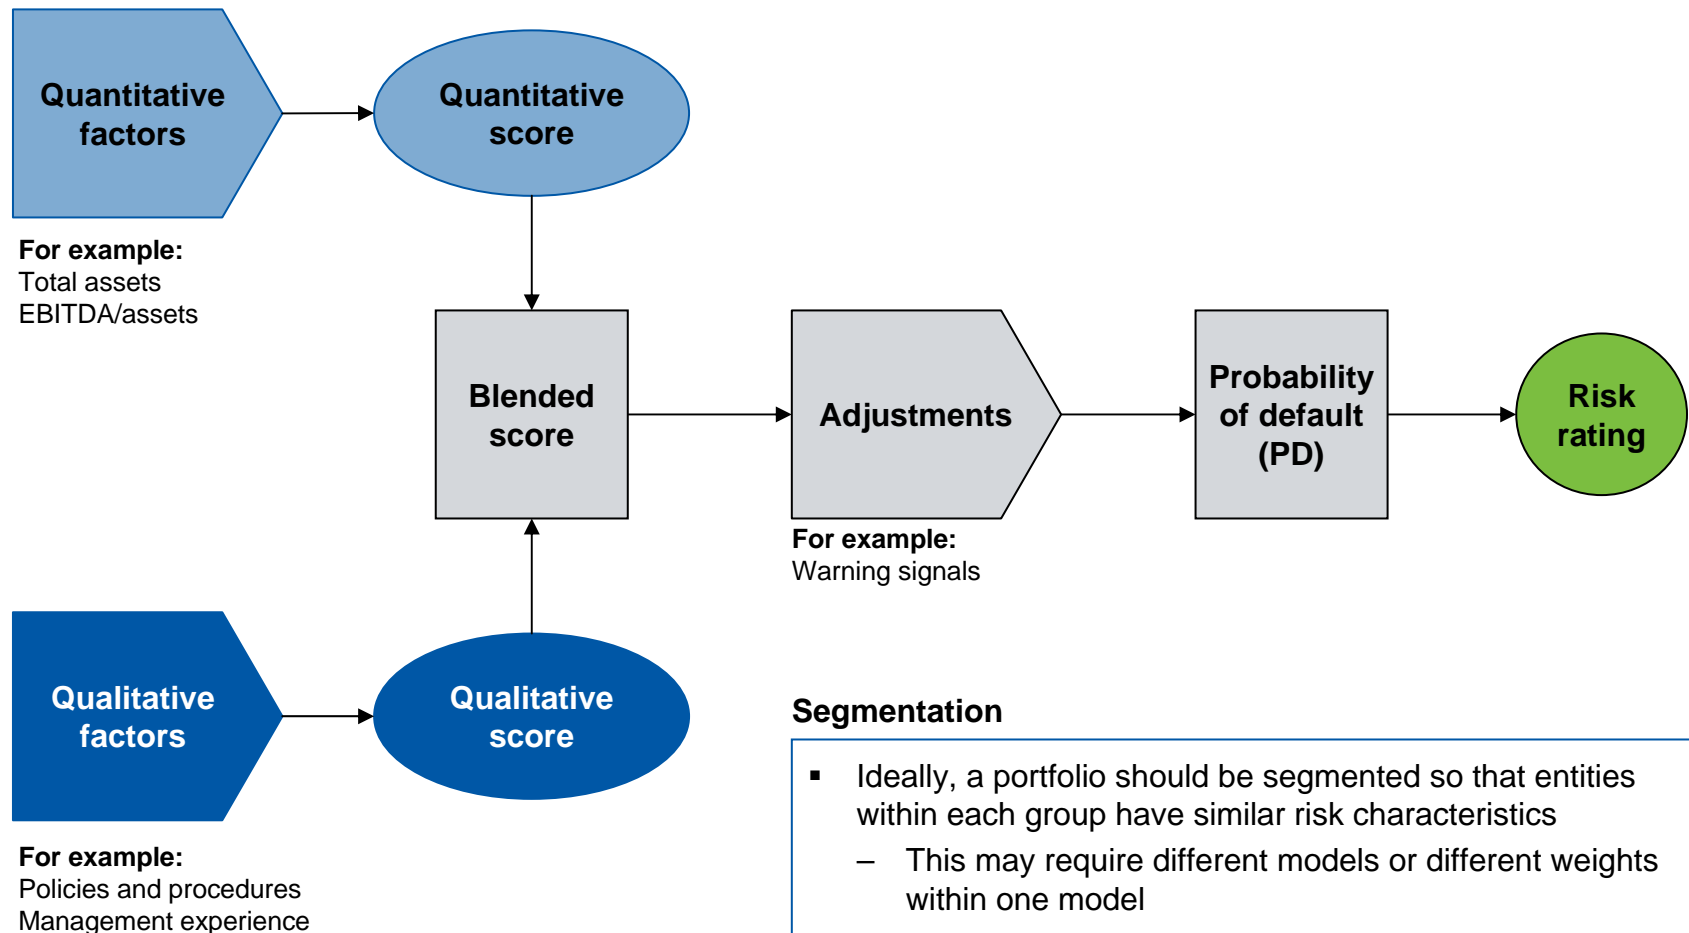 Quantitative
factors
Quantitative
score
For example:
Total assets
EBITDA/assets
Blended
score
Adjustments
Probability
of default
(PD)
Risk
rating
For example:
Warning signals
Qualitative
factors
Qualitative
score
For example:
Policies and procedures
Management experience
Segmentation
▪ Ideally, a portfolio should be segmented so that entities
within each group have similar risk characteristics
– This may require different models or different weights
within one model